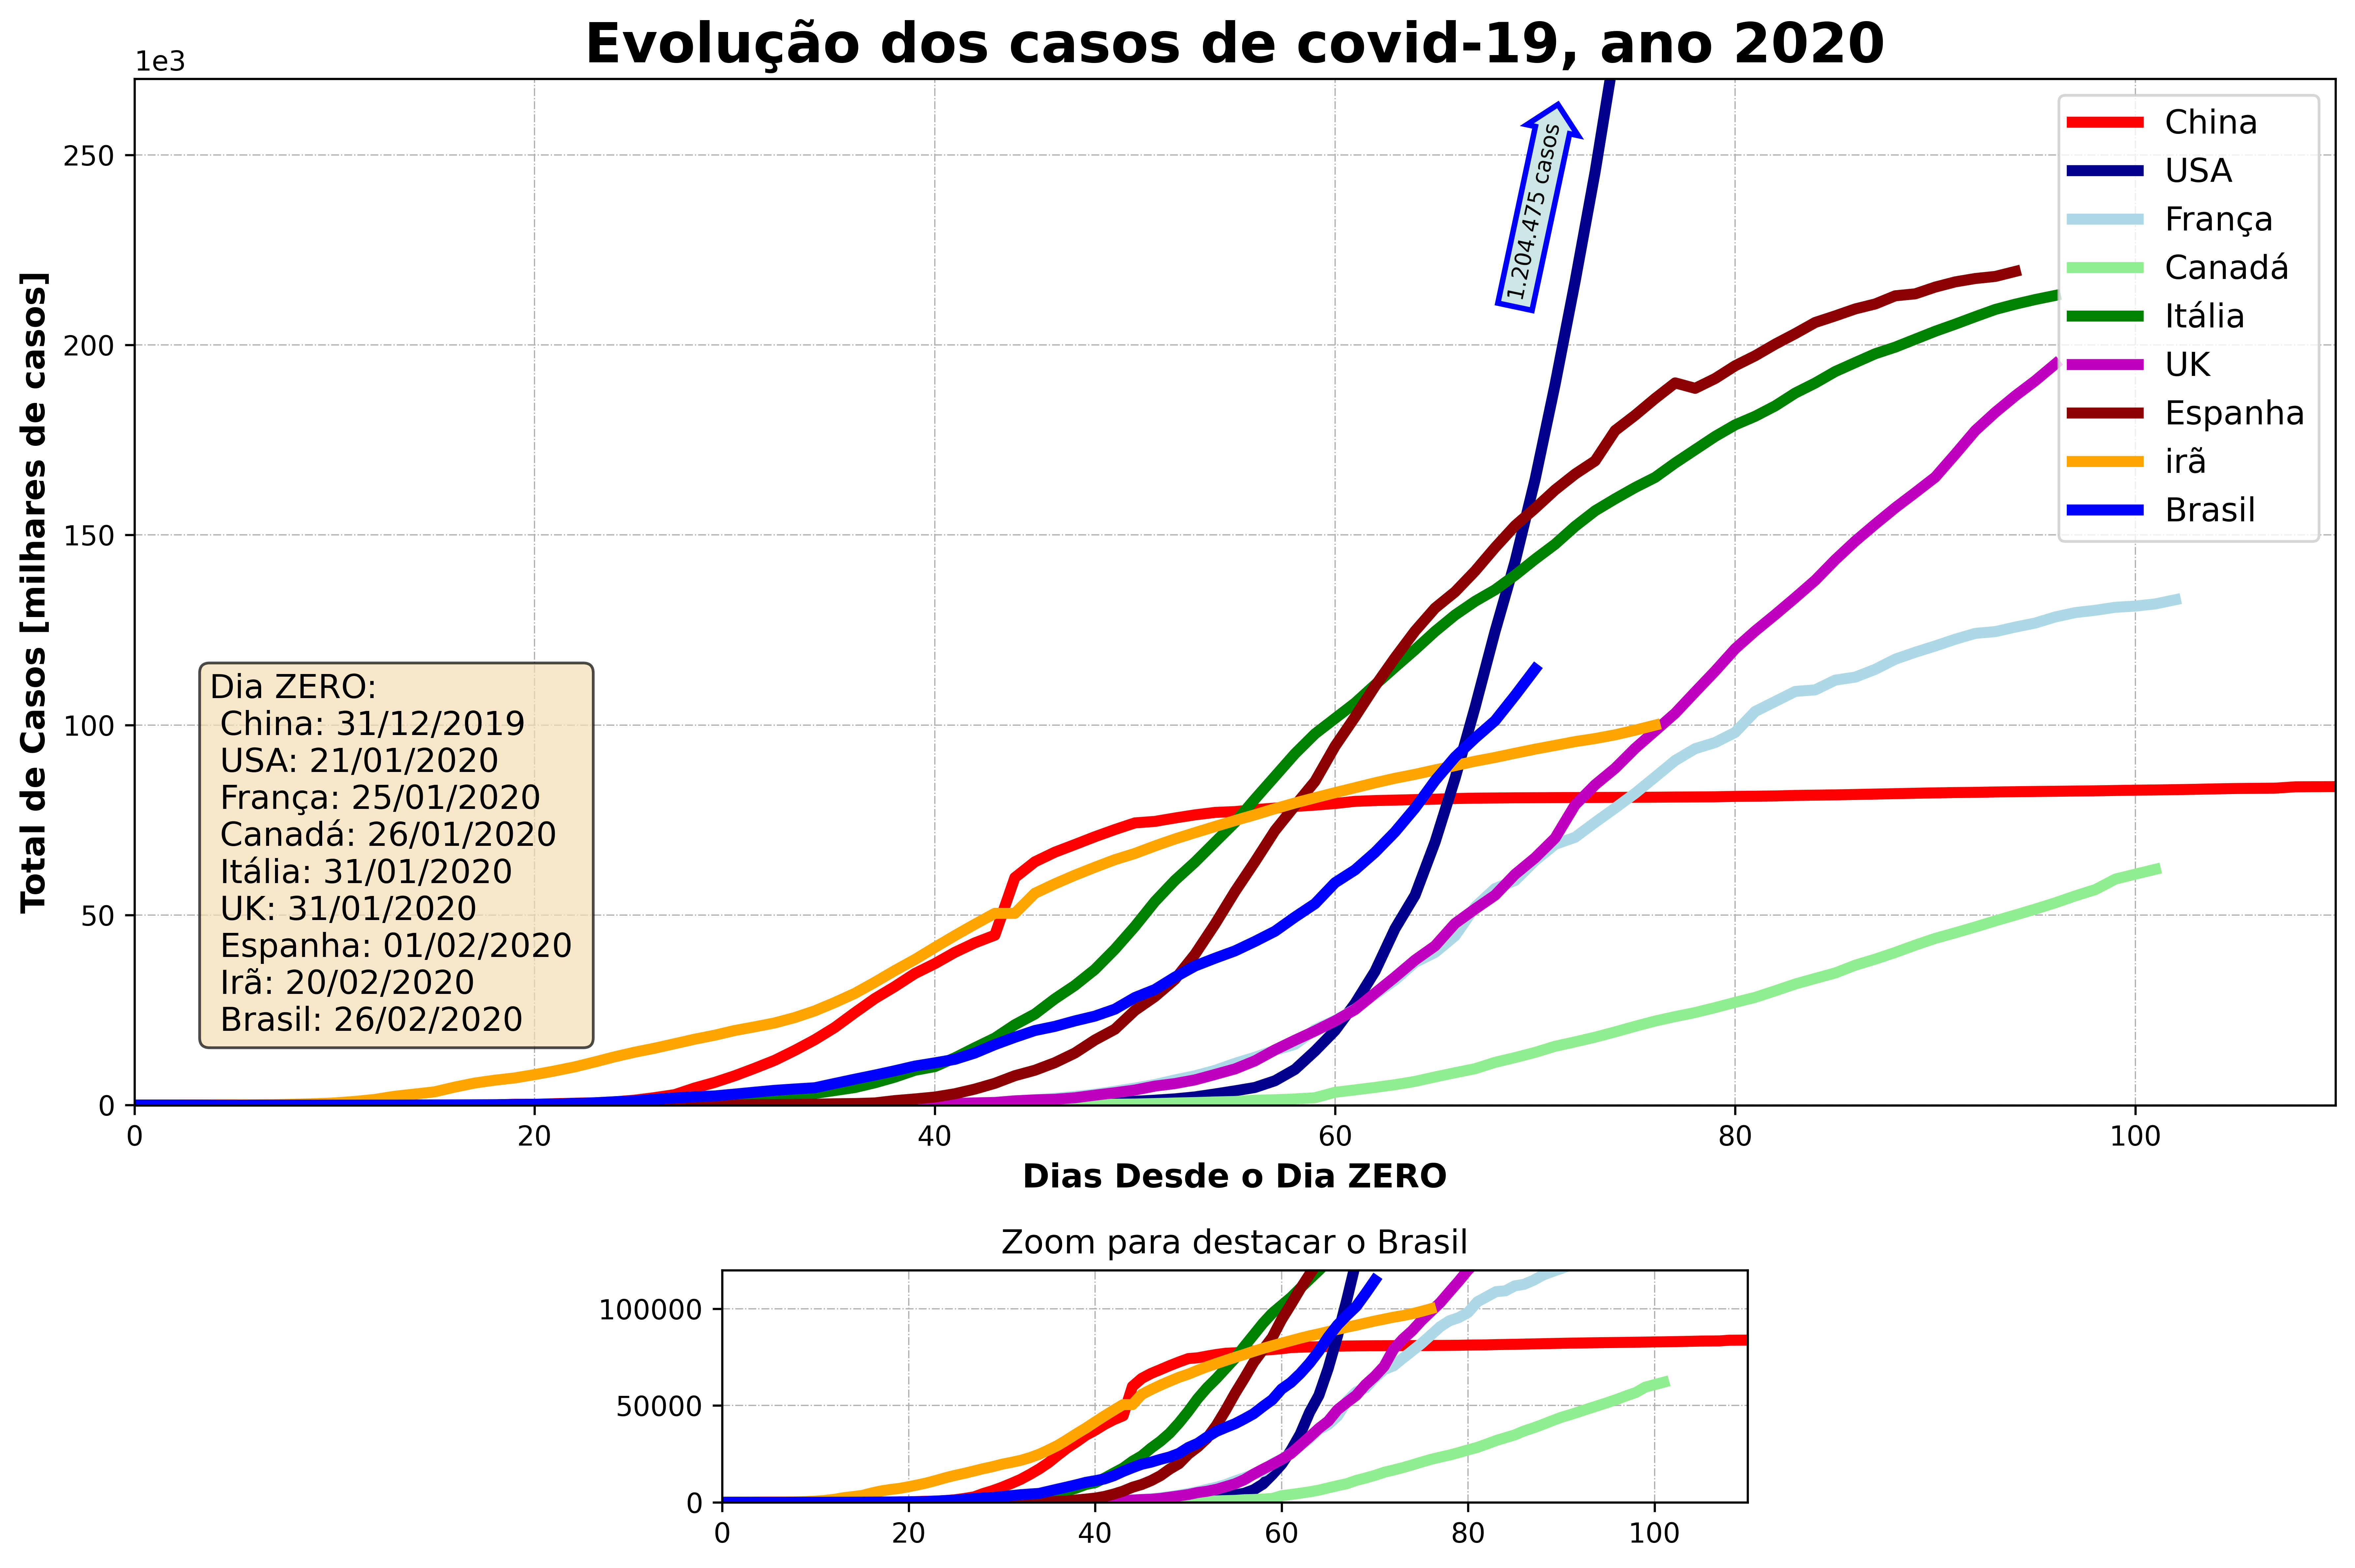 Evolução dos casos de covid-19, ano 2020
1e3
250
200
150
100
50
0
Total de Casos [milhares de casos]
1.204.475 casos
China
USA
França
Canadá
Itália
UK
Espanha
irã
Brasil
Dia ZERO:
China: 31/12/2019
USA: 21/01/2020
França: 25/01/2020
Canadá: 26/01/2020
Itália: 31/01/2020
UK: 31/01/2020
Espanha: 01/02/2020
Irã: 20/02/2020
Brasil: 26/02/2020
0 20 40 60 80 100
Dias Desde o Dia ZERO
Zoom para destacar o Brasil
100000
50000
0
0 20 40 60 80 100